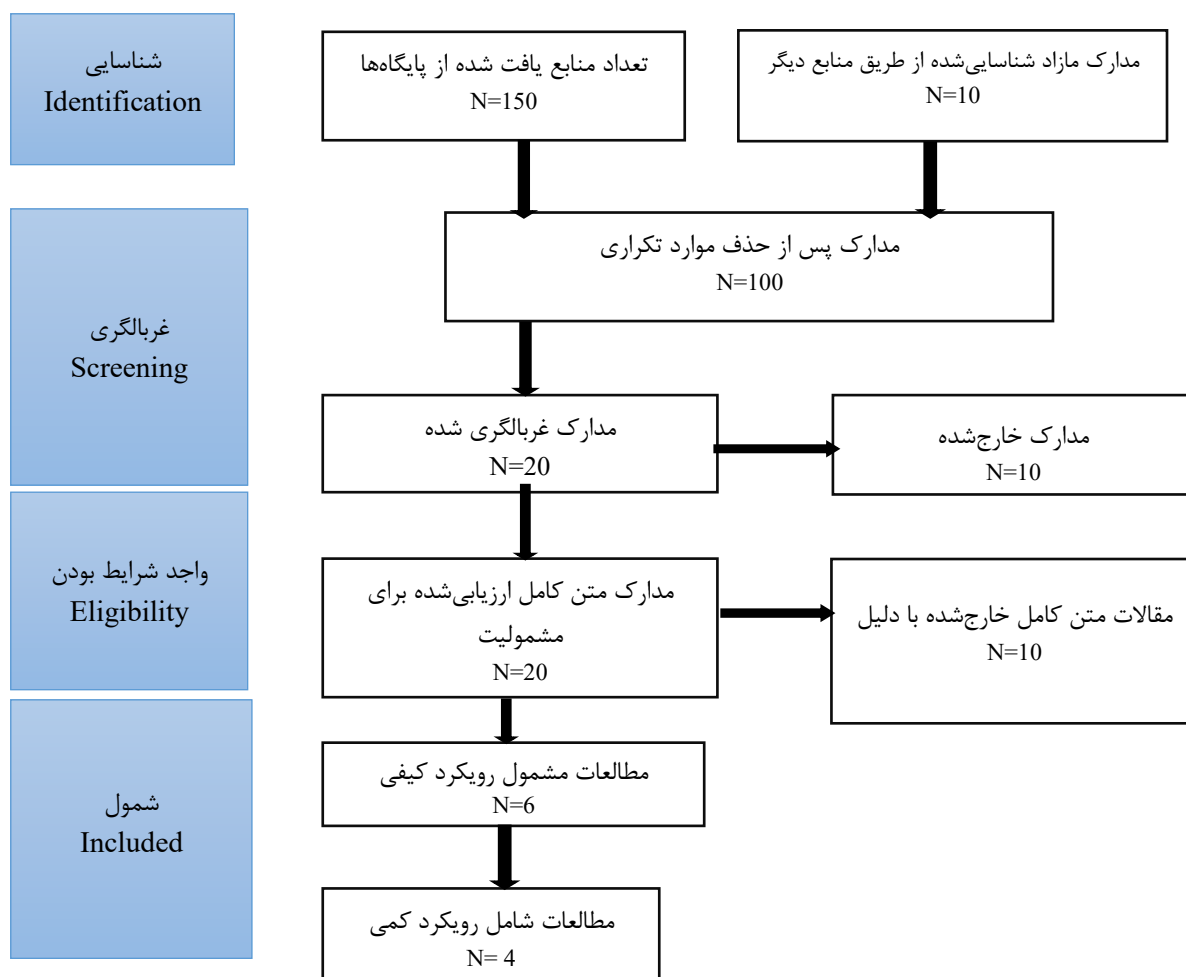 شناسایی
Identification
تعداد منابع یافت شده از پایگاه‌ها
N=150
مدارک مازاد شناسایی‌شده از طریق منابع دیگر
N=10
غربالگری
Screening
مدارک پس از حذف موارد تکراری
N=100
مدارک غربالگری شده
N=20
مدارک خارج‌شده
N=10
واجد شرایط بودن
Eligibility
مدارک متن کامل ارزیابی‌شده برای
مشمولیت
N=20
مقالات متن کامل خارج‌شده با دلیل
N=10
شمول
Included
مطالعات مشمول رویکرد کیفی
N=6
مطالعات شامل رویکرد کمی
N= 4